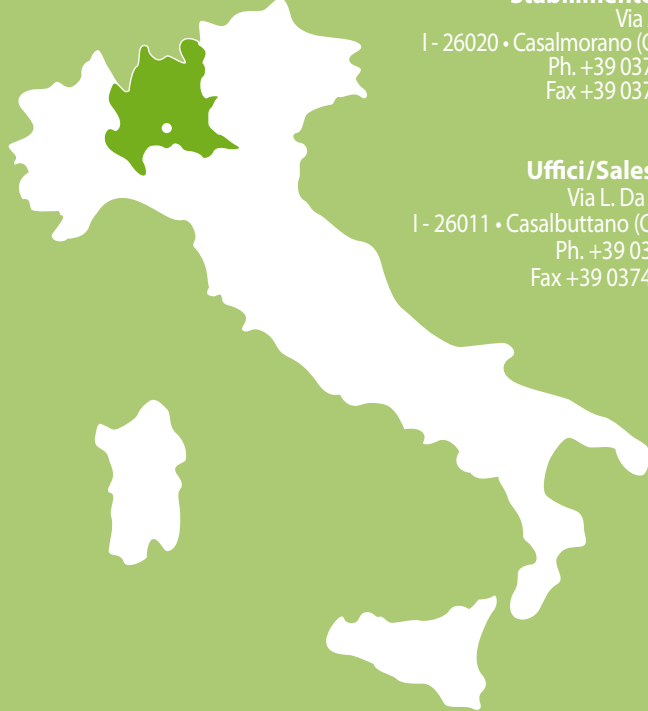 Stabilimento
Via
I - 26020 • Casalmorano (C
Ph. +39 037
Fax +39 037
Uffici/Sales
Via L. Da
I - 26011 • Casalbuttano (C
Ph. +39 03
Fax +39 0374